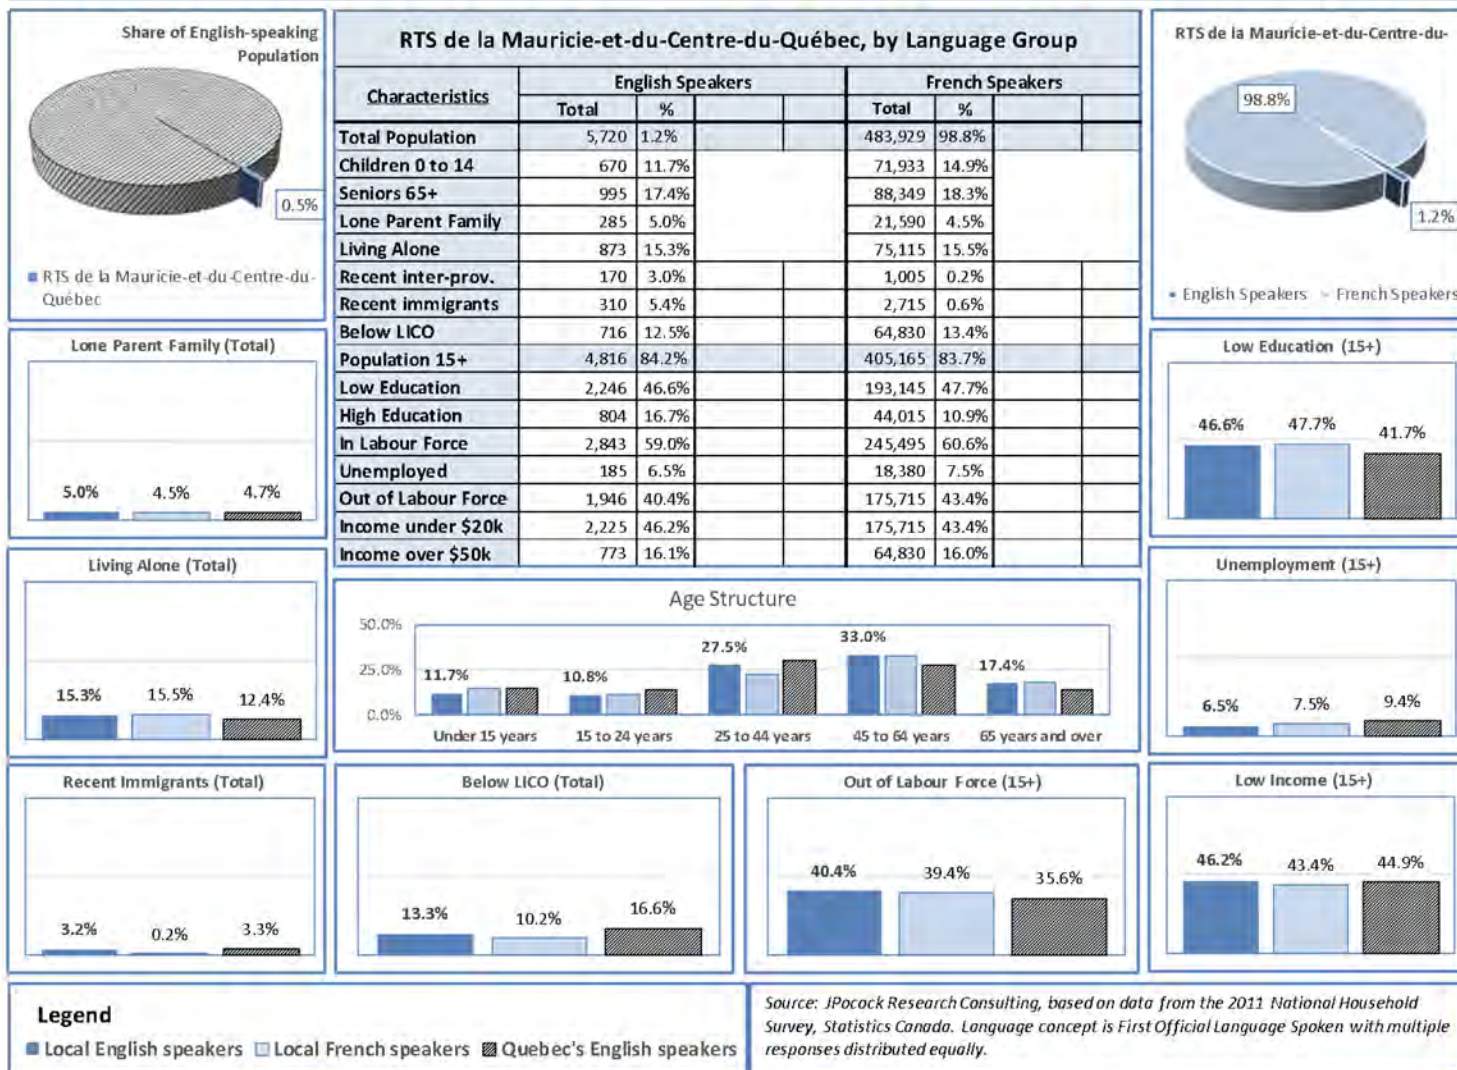 Share of English-speaking
Population
0.5%
RTS de la Mauricie-et-du-Centre-du-
Québec
RTS de la Mauricie-et-du-Centre-du-Québec, by Language Group
Characteristics English Speakers French Speakers
Total % Total %
Total Population 5,720 1.2% 483,929 98.8%
Children 0 to 14 670 11.7% 71,933 14.9%
Seniors 65+ 995 17.4% 88,349 18.3%
Lone Parent Family 285 5.0% 21,590 4.5%
Living Alone 873 15.3% 75,115 15.5%
Recent inter-prov. 170 3.0% 1,005 0.2%
Recent immigrants 310 5.4% 2,715 0.6%
Below LICO 716 12.5% 64,830 13.4%
Population 15+ 4,816 84.2% 405,165 83.7%
Low Education 2,246 46.6% 193,145 47.7%
High Education 804 16.7% 44,015 10.9%
In Labour Force 2,843 59.0% 245,495 60.6%
Unemployed 185 6.5% 18,380 7.5%
Out of Labour Force 1,946 40.4% 175,715 43.4%
Income under $20k 2,225 46.2% 175,715 43.4%
Income over $50k 773 16.1% 64,830 16.0%
RTS de la Mauricie-et-du-Centre-du-
98.8%
1.2%
English Speakers French Speakers
Lone Parent Family (Total)
5.0% 4.5% 4.7%
Low Education (15+)
46.6% 47.7% 41.7%
Living Alone (Total)
15.3% 15.5% 12.4%
Age Structure
50.0%
25.0%
0.0%
11.7% 10.8% 27.5% 33.0% 17.4%
Under 15 years 15 to 24 years 25 to 44 years 45 to 64 years 65 years and over
Unemployment (15+)
6.5% 7.5% 9.4%
Recent Immigrants (Total)
3.2% 0.2% 3.3%
Below LICO (Total)
13.3% 10.2% 16.6%
Out of Labour Force (15+)
40.4% 39.4% 35.6%
Low Income (15+)
46.2% 43.4% 44.9%
Legend
Local English speakers Local French speakers Quebec's English speakers
Source: JPocock Research Consulting, based on data from the 2011 National Household
Survey, Statistics Canada. Language concept is First Official Language Spoken with multiple
responses distributed equally.